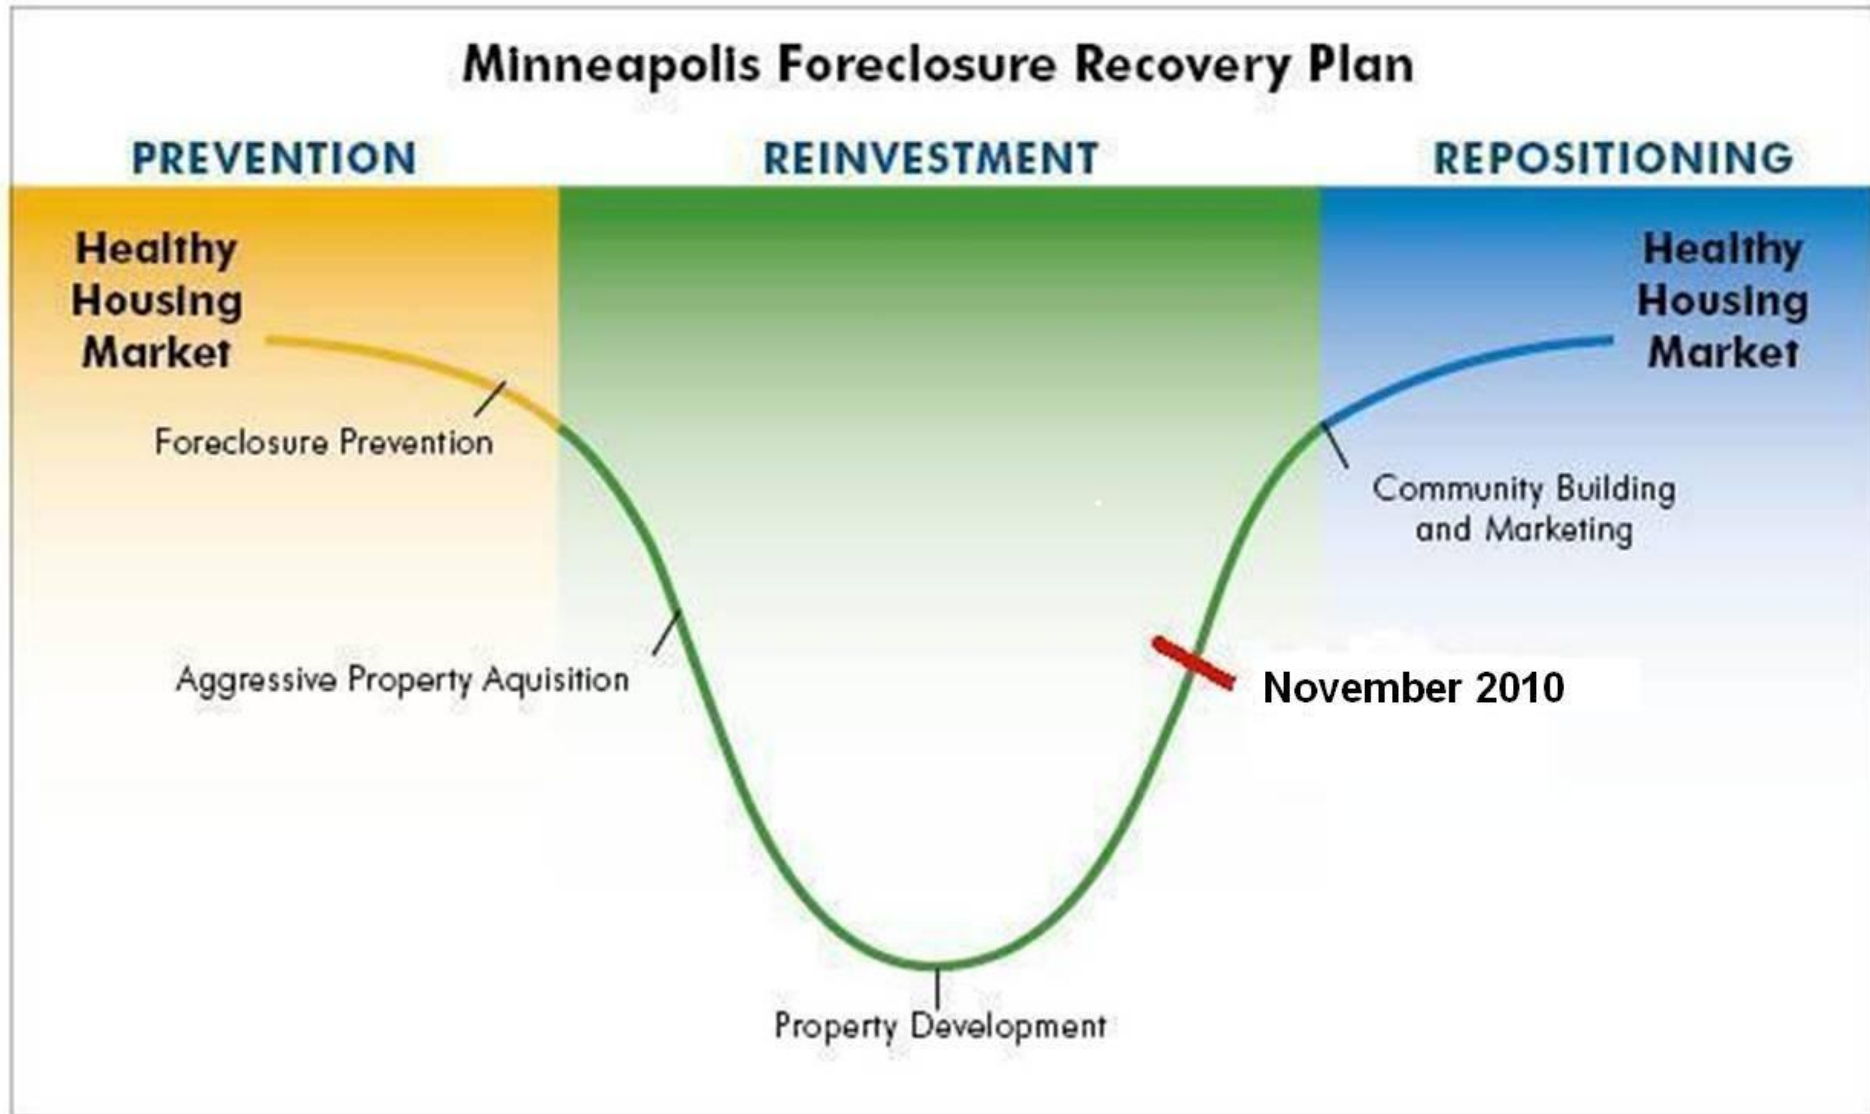 Minneapolis Foreclosure Recovery Plan
PREVENTION
REINVESTMENT
REPOSITIONING
Healthy
Housing
Market
Healthy
Housing
Market
Foreclosure Prevention
Community Building
and Marketing
Aggressive Property Aquisition
November 2010
Property Development